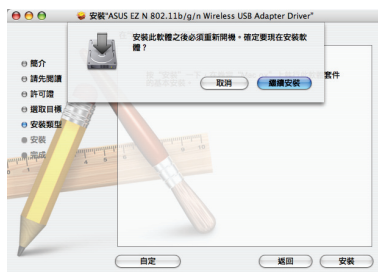 安裝"ASUS EZ N 802.11b/g/n Wireless USB Adapter Driver"
安裝此軟體之後必須重新開機。確定要現在安裝軟
體？
取消
繼續安裝
簡介
請先閱讀
許可證
選取目標
安裝類型
安裝
完成
套件
自定
返回
安裝